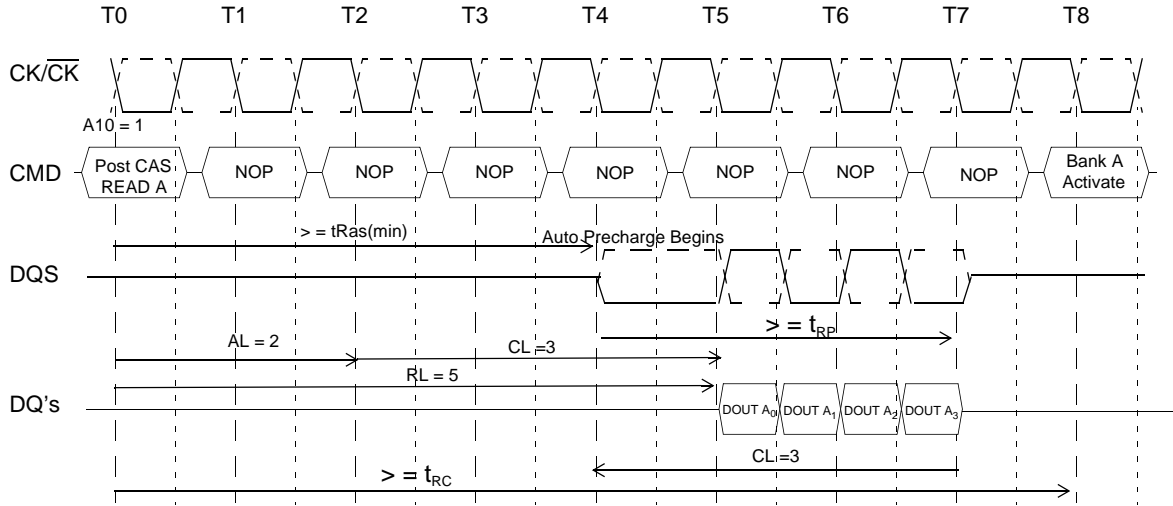 T0 T1 T2 T3 T4 T5 T6 T7 T8
CK/CK
A10 = 1
CMD
Post CAS
READ A
NOP NOP NOP NOP NOP NOP NOP
Bank A
Activate
> = tRas(min)
Auto Precharge Begins
DQS
> = tRP
AL = 2
CL =3
RL = 5
DQ's
DOUT A0 DOUT A1 DOUT A2 DOUT A3
CL=3
> = tRC